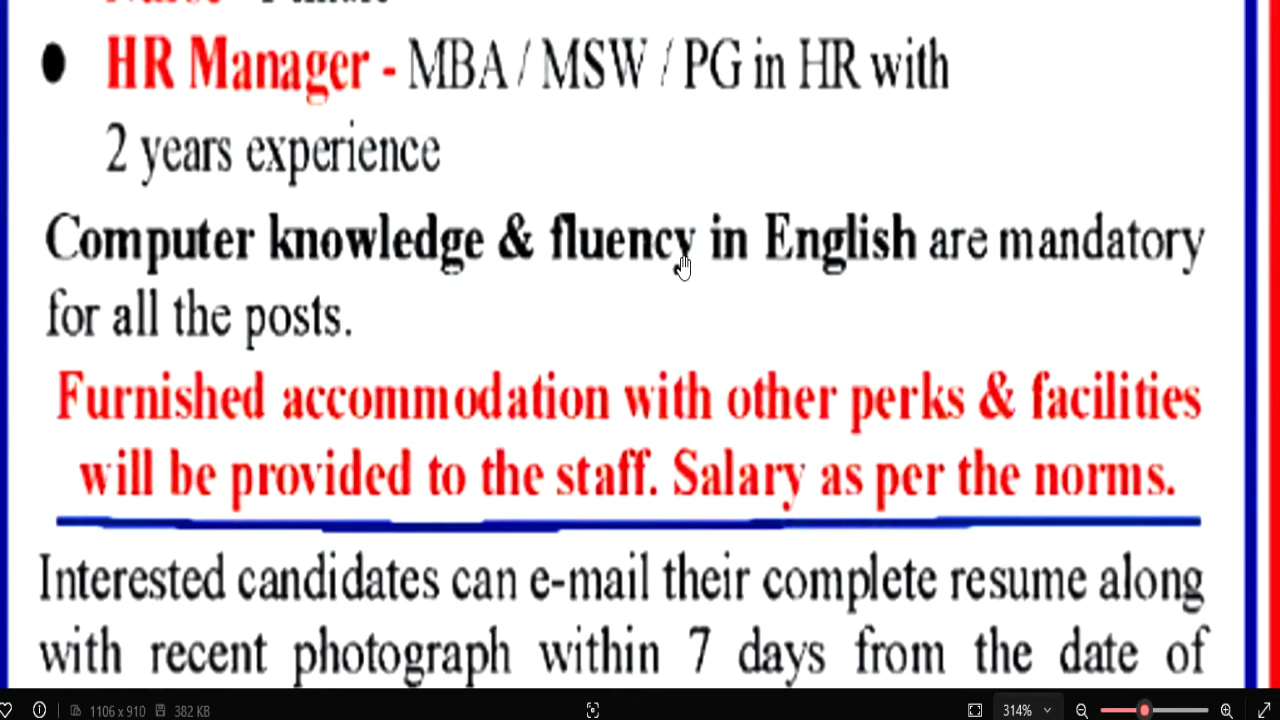 HR Manager - MBA / MSW / PG in HR with
2 years experience
Computer knowledge & fluency in English are mandatory
for all the posts.
Furnished accommodation with other perks & facilities
will be provided to the staff. Salary as per the norms.
Interested candidates can e-mail their complete resume along
with recent photograph within 7 days from the date of
1106 x 910 382 KB 314%